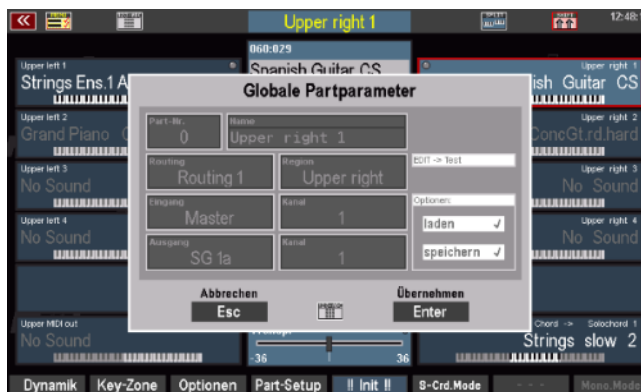 Upper right 1
12:48:
060:029
Upper left 1
Strings Ens.1 A
Spanish Guitar CS
Upper right 1
ish Guitar CS
Globale Partparameter
Upper left 2
Grand Piano
Upper right 2
ConcGt.rd.hard
Part-Nr.
0
Name
Upper right 1
Upper left 3
No Sound
Upper right 3
No Sound
Routing
Routing 1
Region
Upper right
EDIT -> Test
Eingang
Master
Kanal
1
Optionen:
laden
speichern
Upper left 4
No Sound
Upper right 4
No Sound
Ausgang
SG 1a
Kanal
1
Abbrechen
Esc
Übernehmen
Enter
Upper MIDI out
No Sound
-36
36
Chord -> Solochord 1
Strings slow 2
Dynamik Key-Zone Optionen Part-Setup !! Init !! S-Crd.Mode - - - Mono.Mode